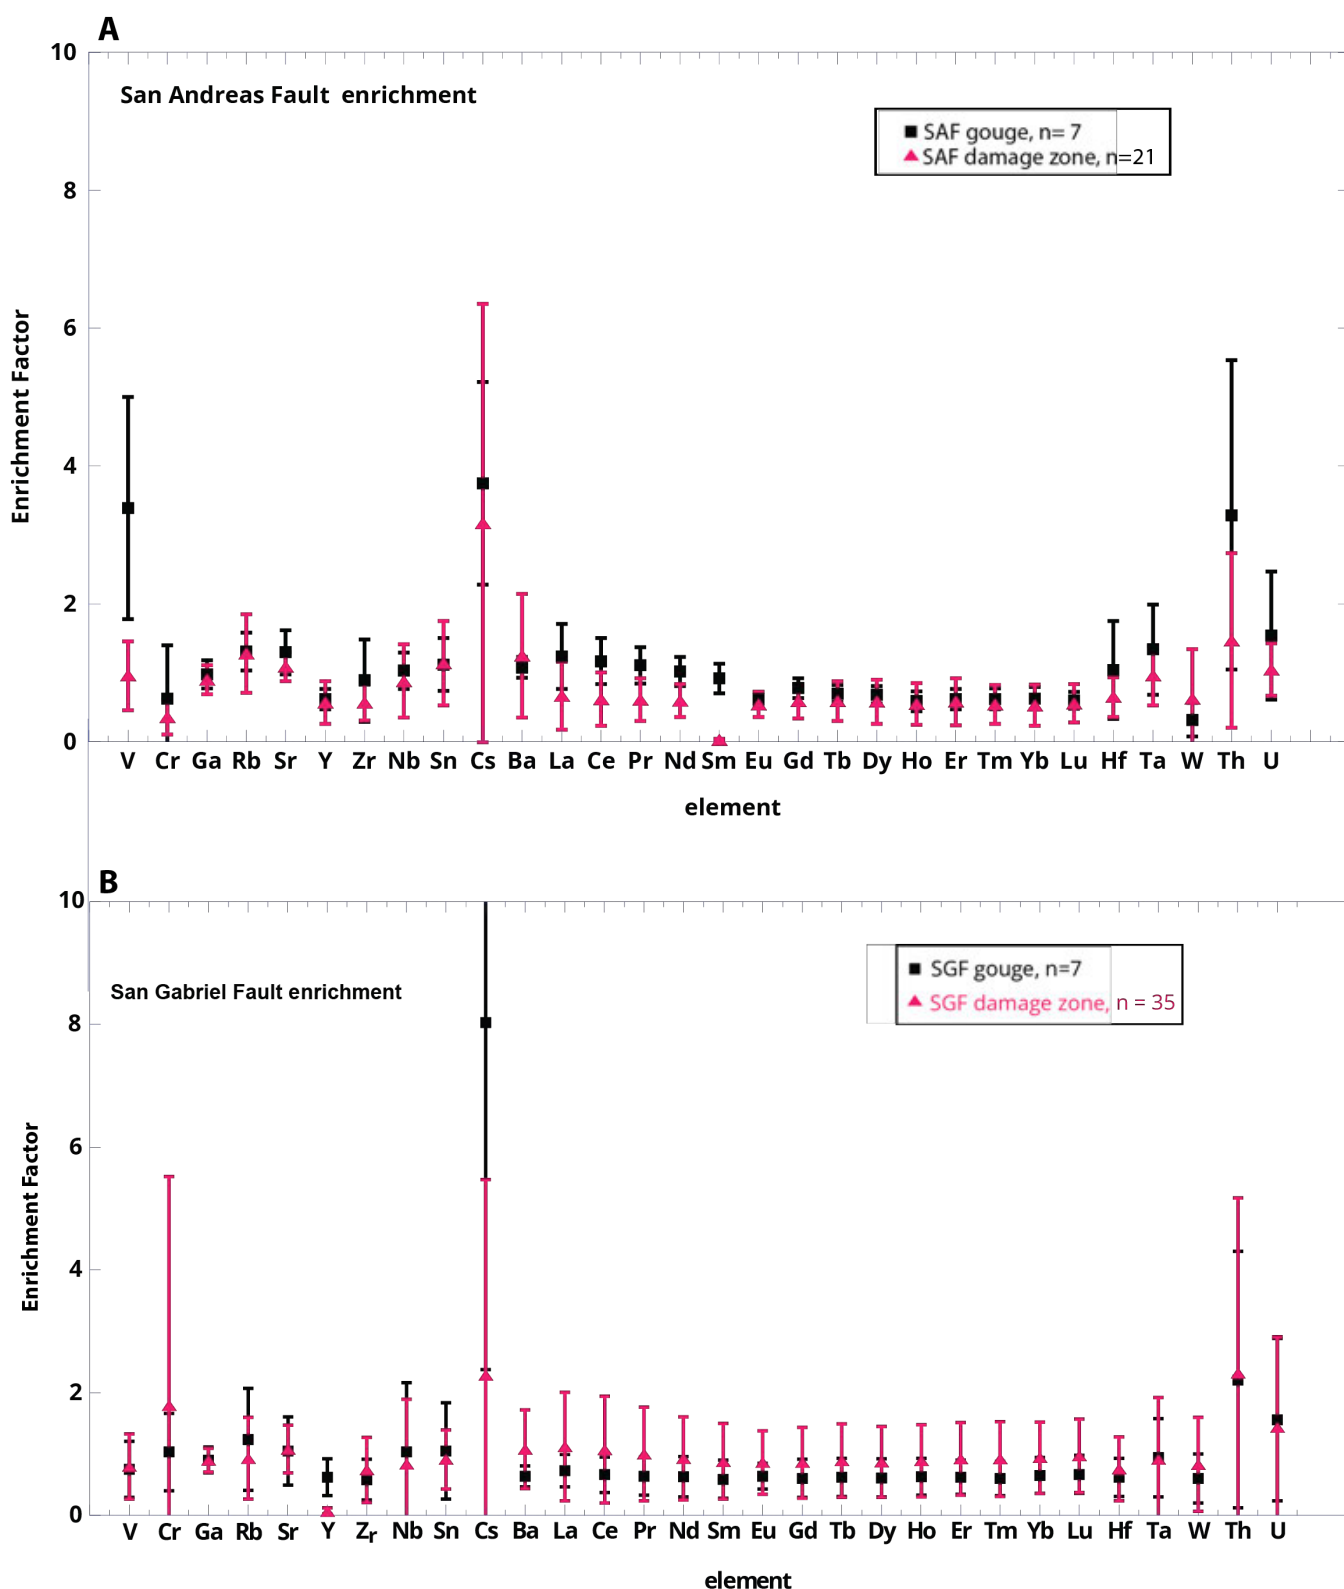 A
10
San Andreas Fault  enrichment
SAF gouge, n= 7
SAF damage zone, n=21
8
6
4
2
0
Enrichment Factor
V Cr Ga Rb Sr Y Zr Nb Sn Cs Ba La Ce Pr Nd Sm Eu Gd Tb Dy Ho Er Tm Yb Lu Hf Ta W Th U
element
B
10
San Gabriel Fault enrichment
SGF gouge, n=7
SGF damage zone, n = 35
8
6
4
2
0
Enrichment Factor
V Cr Ga Rb Sr Y Zr Nb Sn Cs Ba La Ce Pr Nd Sm Eu Gd Tb Dy Ho Er Tm Yb Lu Hf Ta W Th U
element